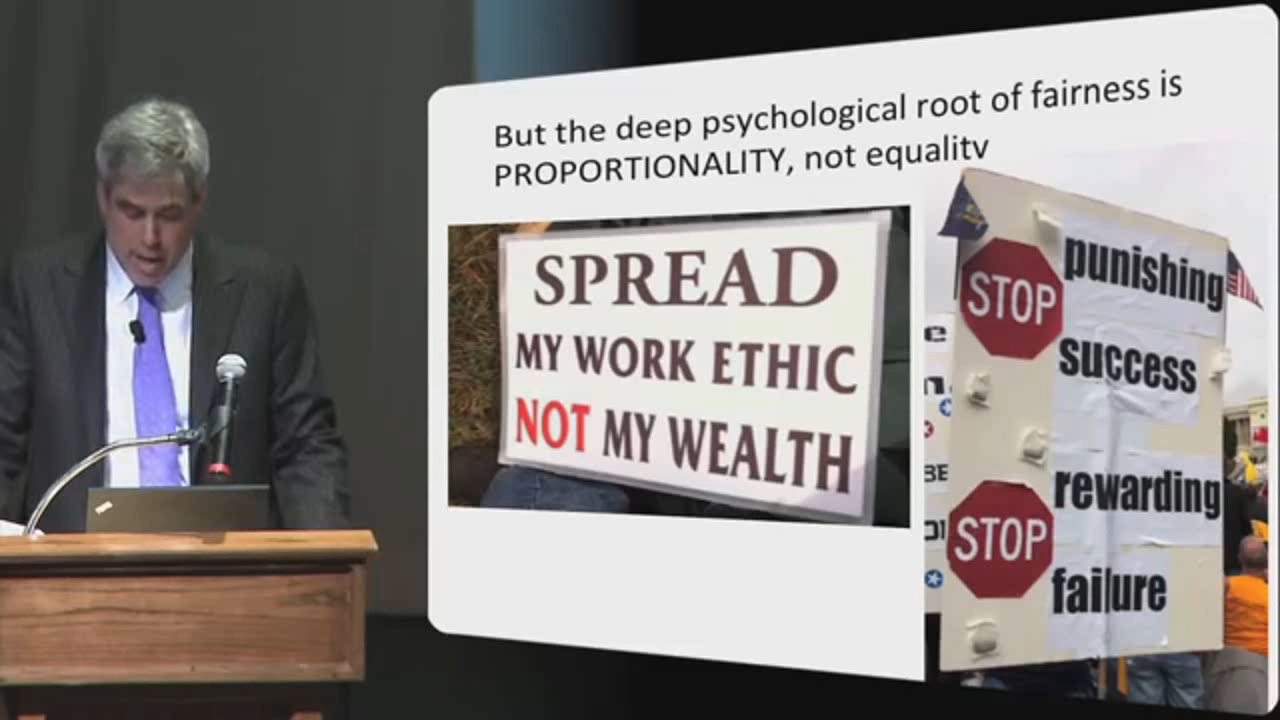 But the deep psychological root of fairness is
PROPORTIONALITY, not equality
SPREAD
MY WORK ETHIC
NOT MY WEALTH
STOP
punishing
success
STOP
rewarding
failure